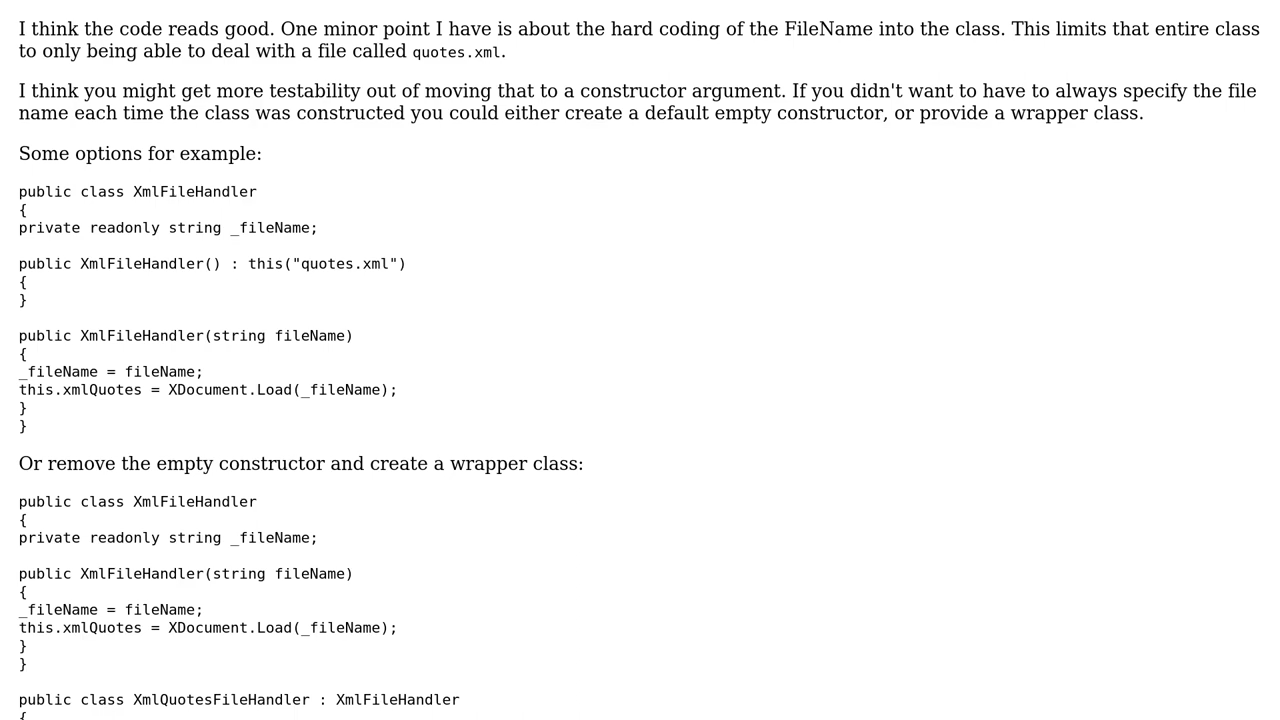 I think the code reads good. One minor point I have is about the hard coding of the FileName into the class. This limits that entire class
to only being able to deal with a file called quotes.xml.
I think you might get more testability out of moving that to a constructor argument. If you didn't want to have to always specify the file
name each time the class was constructed you could either create a default empty constructor, or provide a wrapper class.
Some options for example:
public class XmlFileHandler
{
private readonly string _fileName;
public XmlFileHandler() : this("quotes.xml")
{
}
public XmlFileHandler(string fileName)
{
_fileName = fileName;
this.xmlQuotes = XDocument.Load(_fileName);
}
}
Or remove the empty constructor and create a wrapper class:
public class XmlFileHandler
{
private readonly string _fileName;
public XmlFileHandler(string fileName)
{
_fileName = fileName;
this.xmlQuotes = XDocument.Load(_fileName);
}
}
public class XmlQuotesFileHandler : XmlFileHandler
{